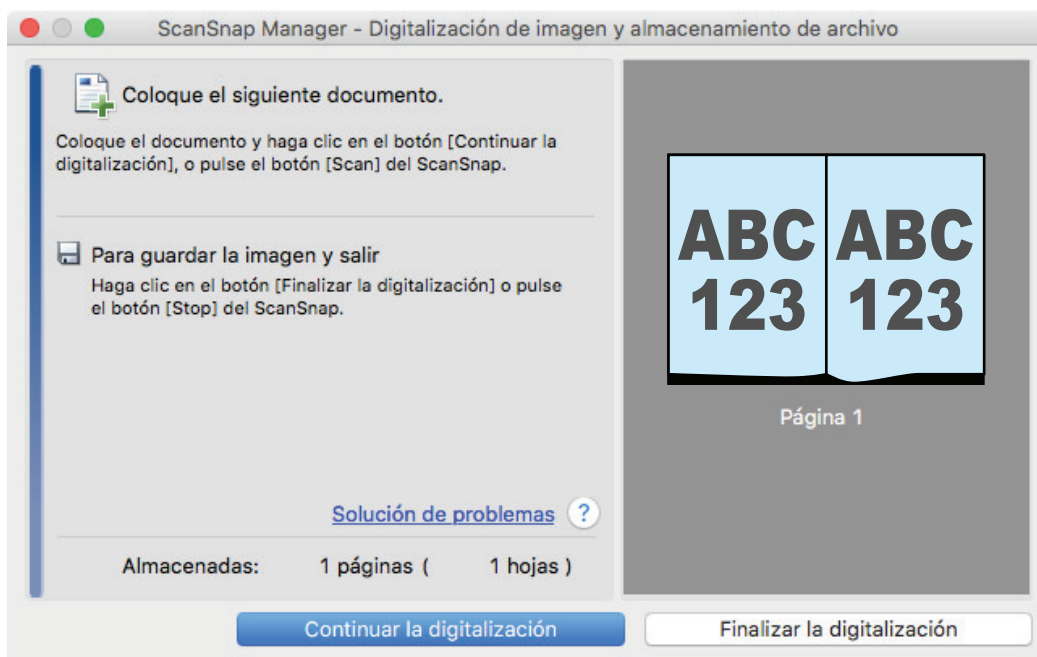 ScanSnap Manager - Digitalización de imagen y almacenamiento de archivo
Coloque el siguiente documento.
Coloque el documento y haga clic en el botón [Continuar la
digitalización], o pulse el botón [Scan] del ScanSnap.
Para guardar la imagen y salir
Haga clic en el botón [Finalizar la digitalización] o pulse
el botón [Stop] del ScanSnap.
Solución de problemas ?
Almacenadas: 1 páginas ( 1 hojas )
ABC ABC
123 123
Página 1
Continuar la digitalización Finalizar la digitalización